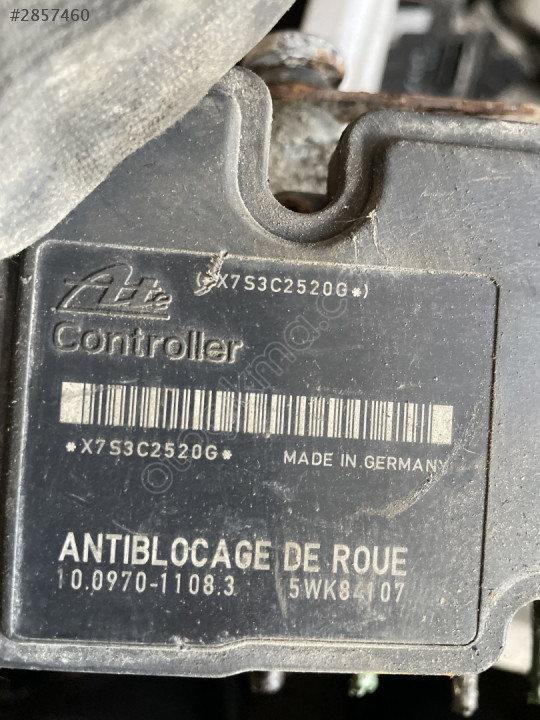 #2857460
(*X7S3C2520G*)
Ate
Controller
*X7S3C2520G*
MADE IN GERMANY
ANTIBLOCAGE DE ROUE
10.0970-1108.3 5WK84107